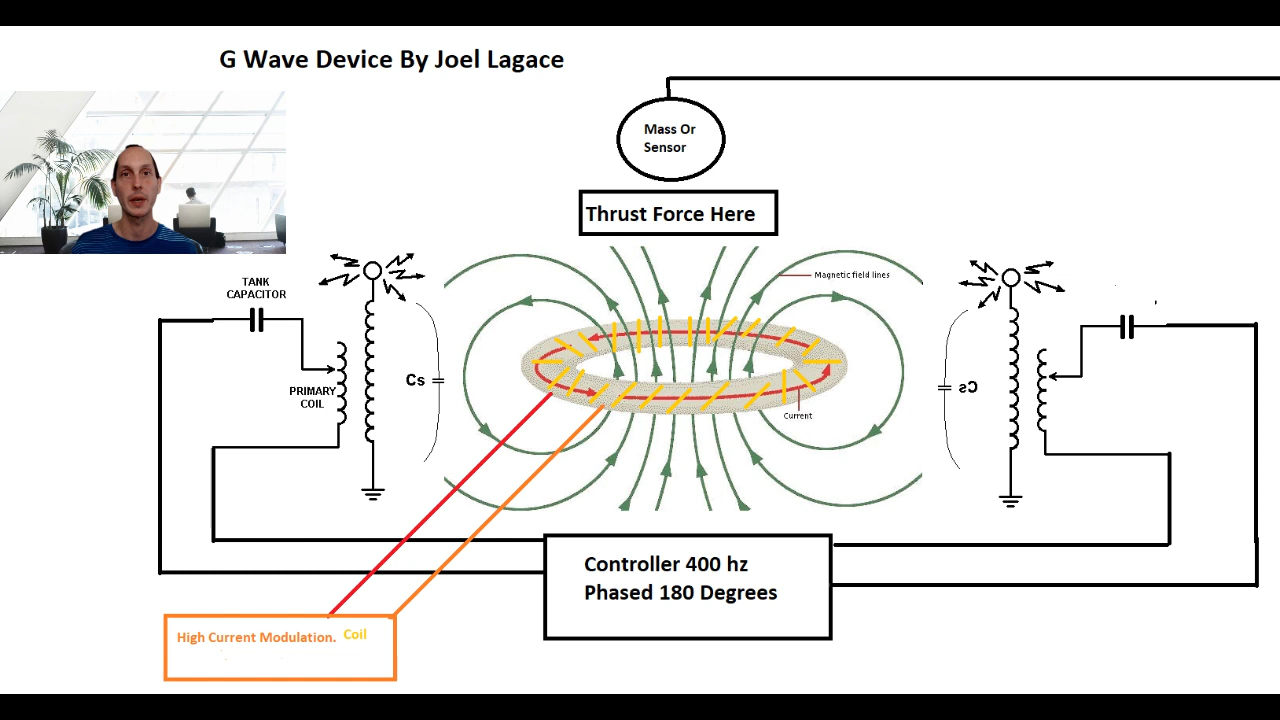 G Wave Device By Joel Lagace
Mass Or
Sensor
Thrust Force Here
TANK
CAPACITOR
Magnetic field lines
PRIMARY
COIL
Cs
Cs
Current
Controller 400 hz
Phased 180 Degrees
High Current Modulation. Coil